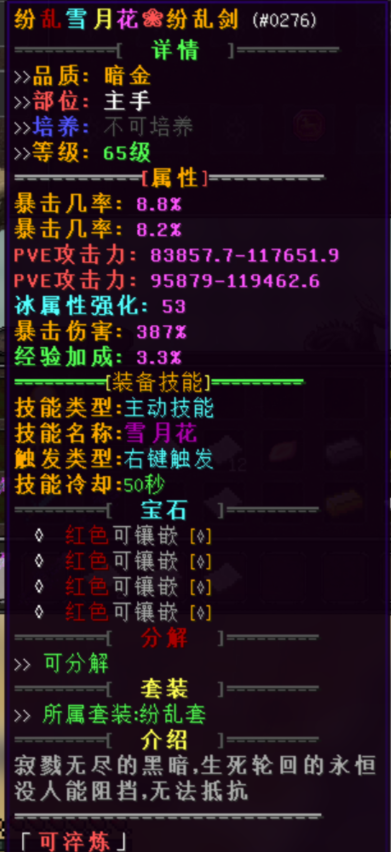 纷乱雪月花❀纷乱剑 (#0276)
════════[ 详情 ]════════
>>品质: 暗金
>>部位: 主手
>>培养: 不可培养
>>等级: 65级
════════[属性]════════
暴击几率: 8.8%
暴击几率: 8.2%
PVE攻击力: 83857.7-117651.9
PVE攻击力: 95879-119462.6
冰属性强化: 53
暴击伤害: 387%
经验加成: 3.3%
════════[装备技能]════════
技能类型:主动技能
技能名称:雪月花
触发类型:右键触发
技能冷却:50秒
════════[ 宝石 ]════════
◊ 红色可镶嵌 [◊]
◊ 红色可镶嵌 [◊]
◊ 红色可镶嵌 [◊]
◊ 红色可镶嵌 [◊]
════════[ 分解 ]════════
>> 可分解
════════[ 套装 ]════════
>> 所属套装:纷乱套
════════[ 介绍 ]════════
寂戮无尽的黑暗,生死轮回的永恒
没人能阻挡,无法抵抗
════════════════════
「可淬炼」